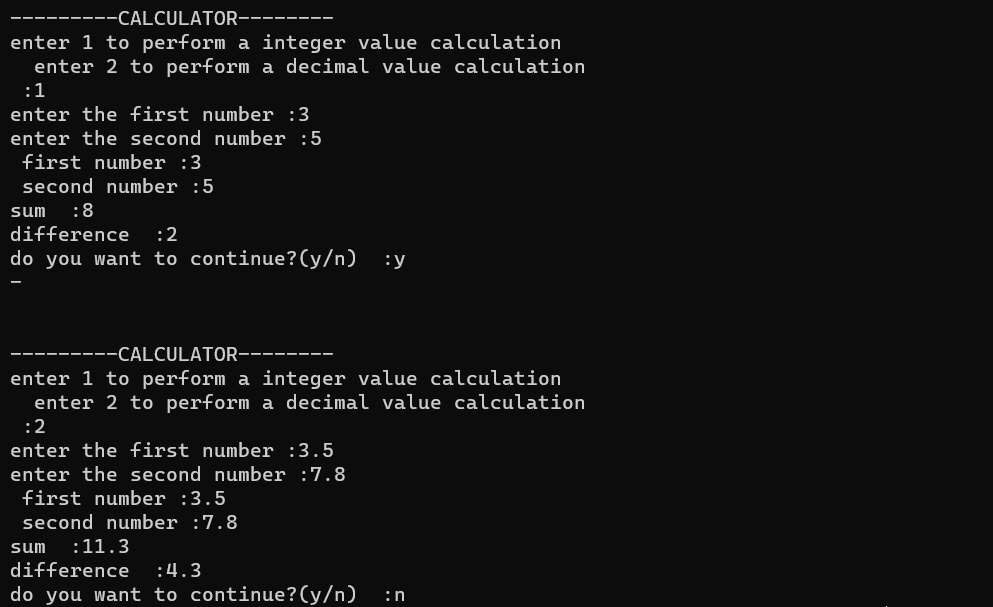 ---------CALCULATOR--------
enter 1 to perform a integer value calculation
  enter 2 to perform a decimal value calculation
 :1
enter the first number :3
enter the second number :5
 first number :3
 second number :5
sum  :8
difference  :2
do you want to continue?(y/n)  :y
-
---------CALCULATOR--------
enter 1 to perform a integer value calculation
  enter 2 to perform a decimal value calculation
 :2
enter the first number :3.5
enter the second number :7.8
 first number :3.5
 second number :7.8
sum  :11.3
difference  :4.3
do you want to continue?(y/n)  :n